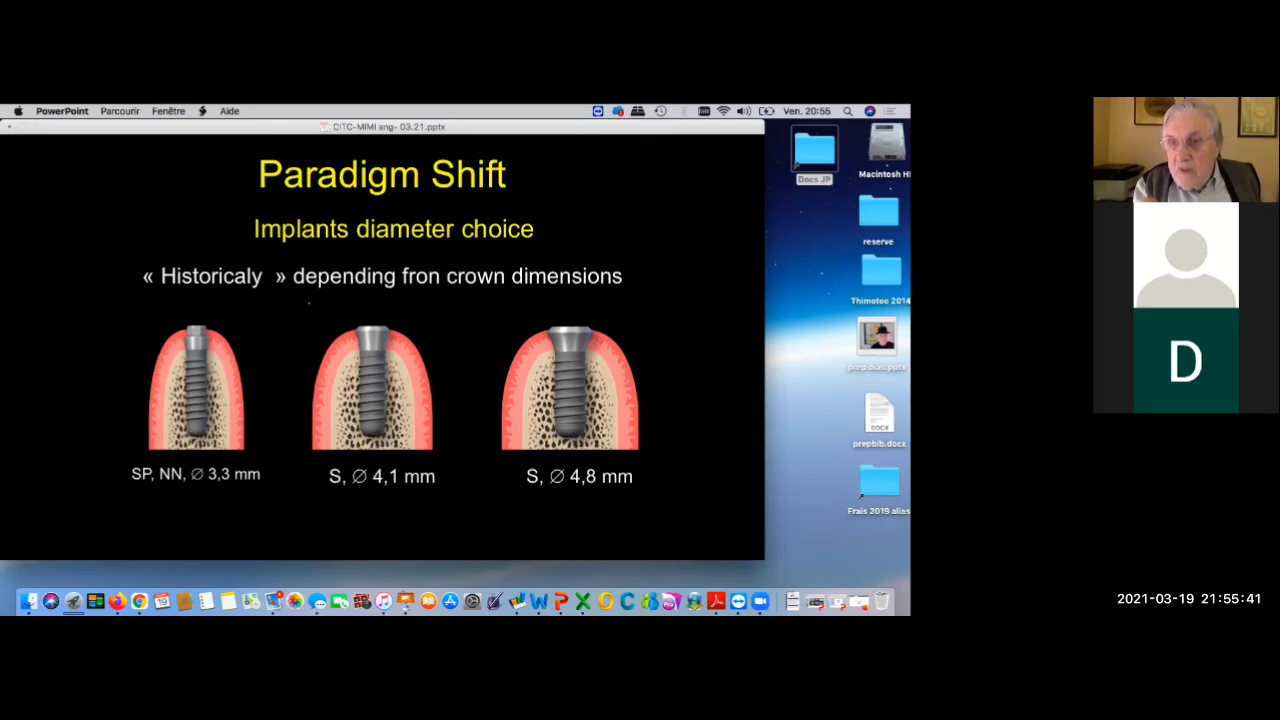 PowerPoint Parcourir Fenêtre Aide
Ven. 20:55
CITC-MIMI ang- 03.21.pptx
Paradigm Shift
Implants diameter choice
« Historicaly » depending fron crown dimensions
SP, NN, ∅ 3,3 mm
S, ∅ 4,1 mm
S, ∅ 4,8 mm
Docs JP
Macintosh H
reserve
Thimotee 2014
DOCX
prepbib.docx
Frais 2019 alias
D
2021-03-19 21:55:41